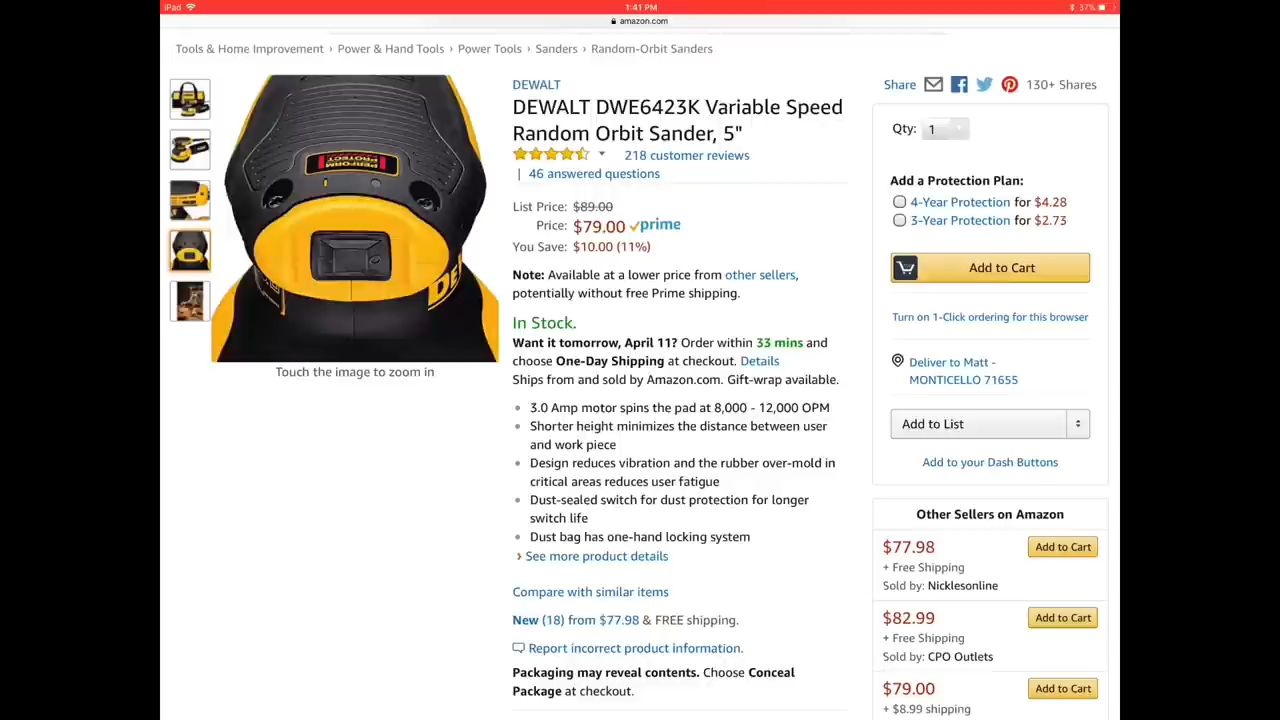 iPad
1:41 PM
37%
amazon.com
Tools & Home Improvement › Power & Hand Tools › Power Tools › Sanders › Random-Orbit Sanders
PERFORM
PROTECT
DE
Touch the image to zoom in
DEWALT
DEWALT DWE6423K Variable Speed
Random Orbit Sander, 5"
218 customer reviews
| 46 answered questions
List Price: $89.00
Price: $79.00 prime
You Save: $10.00 (11%)
Note: Available at a lower price from other sellers,
potentially without free Prime shipping.
In Stock.
Want it tomorrow, April 11? Order within 33 mins and
choose One-Day Shipping at checkout. Details
Ships from and sold by Amazon.com. Gift-wrap available.
• 3.0 Amp motor spins the pad at 8,000 - 12,000 OPM
• Shorter height minimizes the distance between user
and work piece
• Design reduces vibration and the rubber over-mold in
critical areas reduces user fatigue
• Dust-sealed switch for dust protection for longer
switch life
• Dust bag has one-hand locking system
› See more product details
Compare with similar items
New (18) from $77.98 & FREE shipping.
Report incorrect product information.
Packaging may reveal contents. Choose Conceal
Package at checkout.
Share 130+ Shares
Qty: 1
Add a Protection Plan:
4-Year Protection for $4.28
3-Year Protection for $2.73
Add to Cart
Turn on 1-Click ordering for this browser
Deliver to Matt -
MONTICELLO 71655
Add to List
Add to your Dash Buttons
Other Sellers on Amazon
$77.98 Add to Cart
+ Free Shipping
Sold by: Nicklesonline
$82.99 Add to Cart
+ Free Shipping
Sold by: CPO Outlets
$79.00 Add to Cart
+ $8.99 shipping